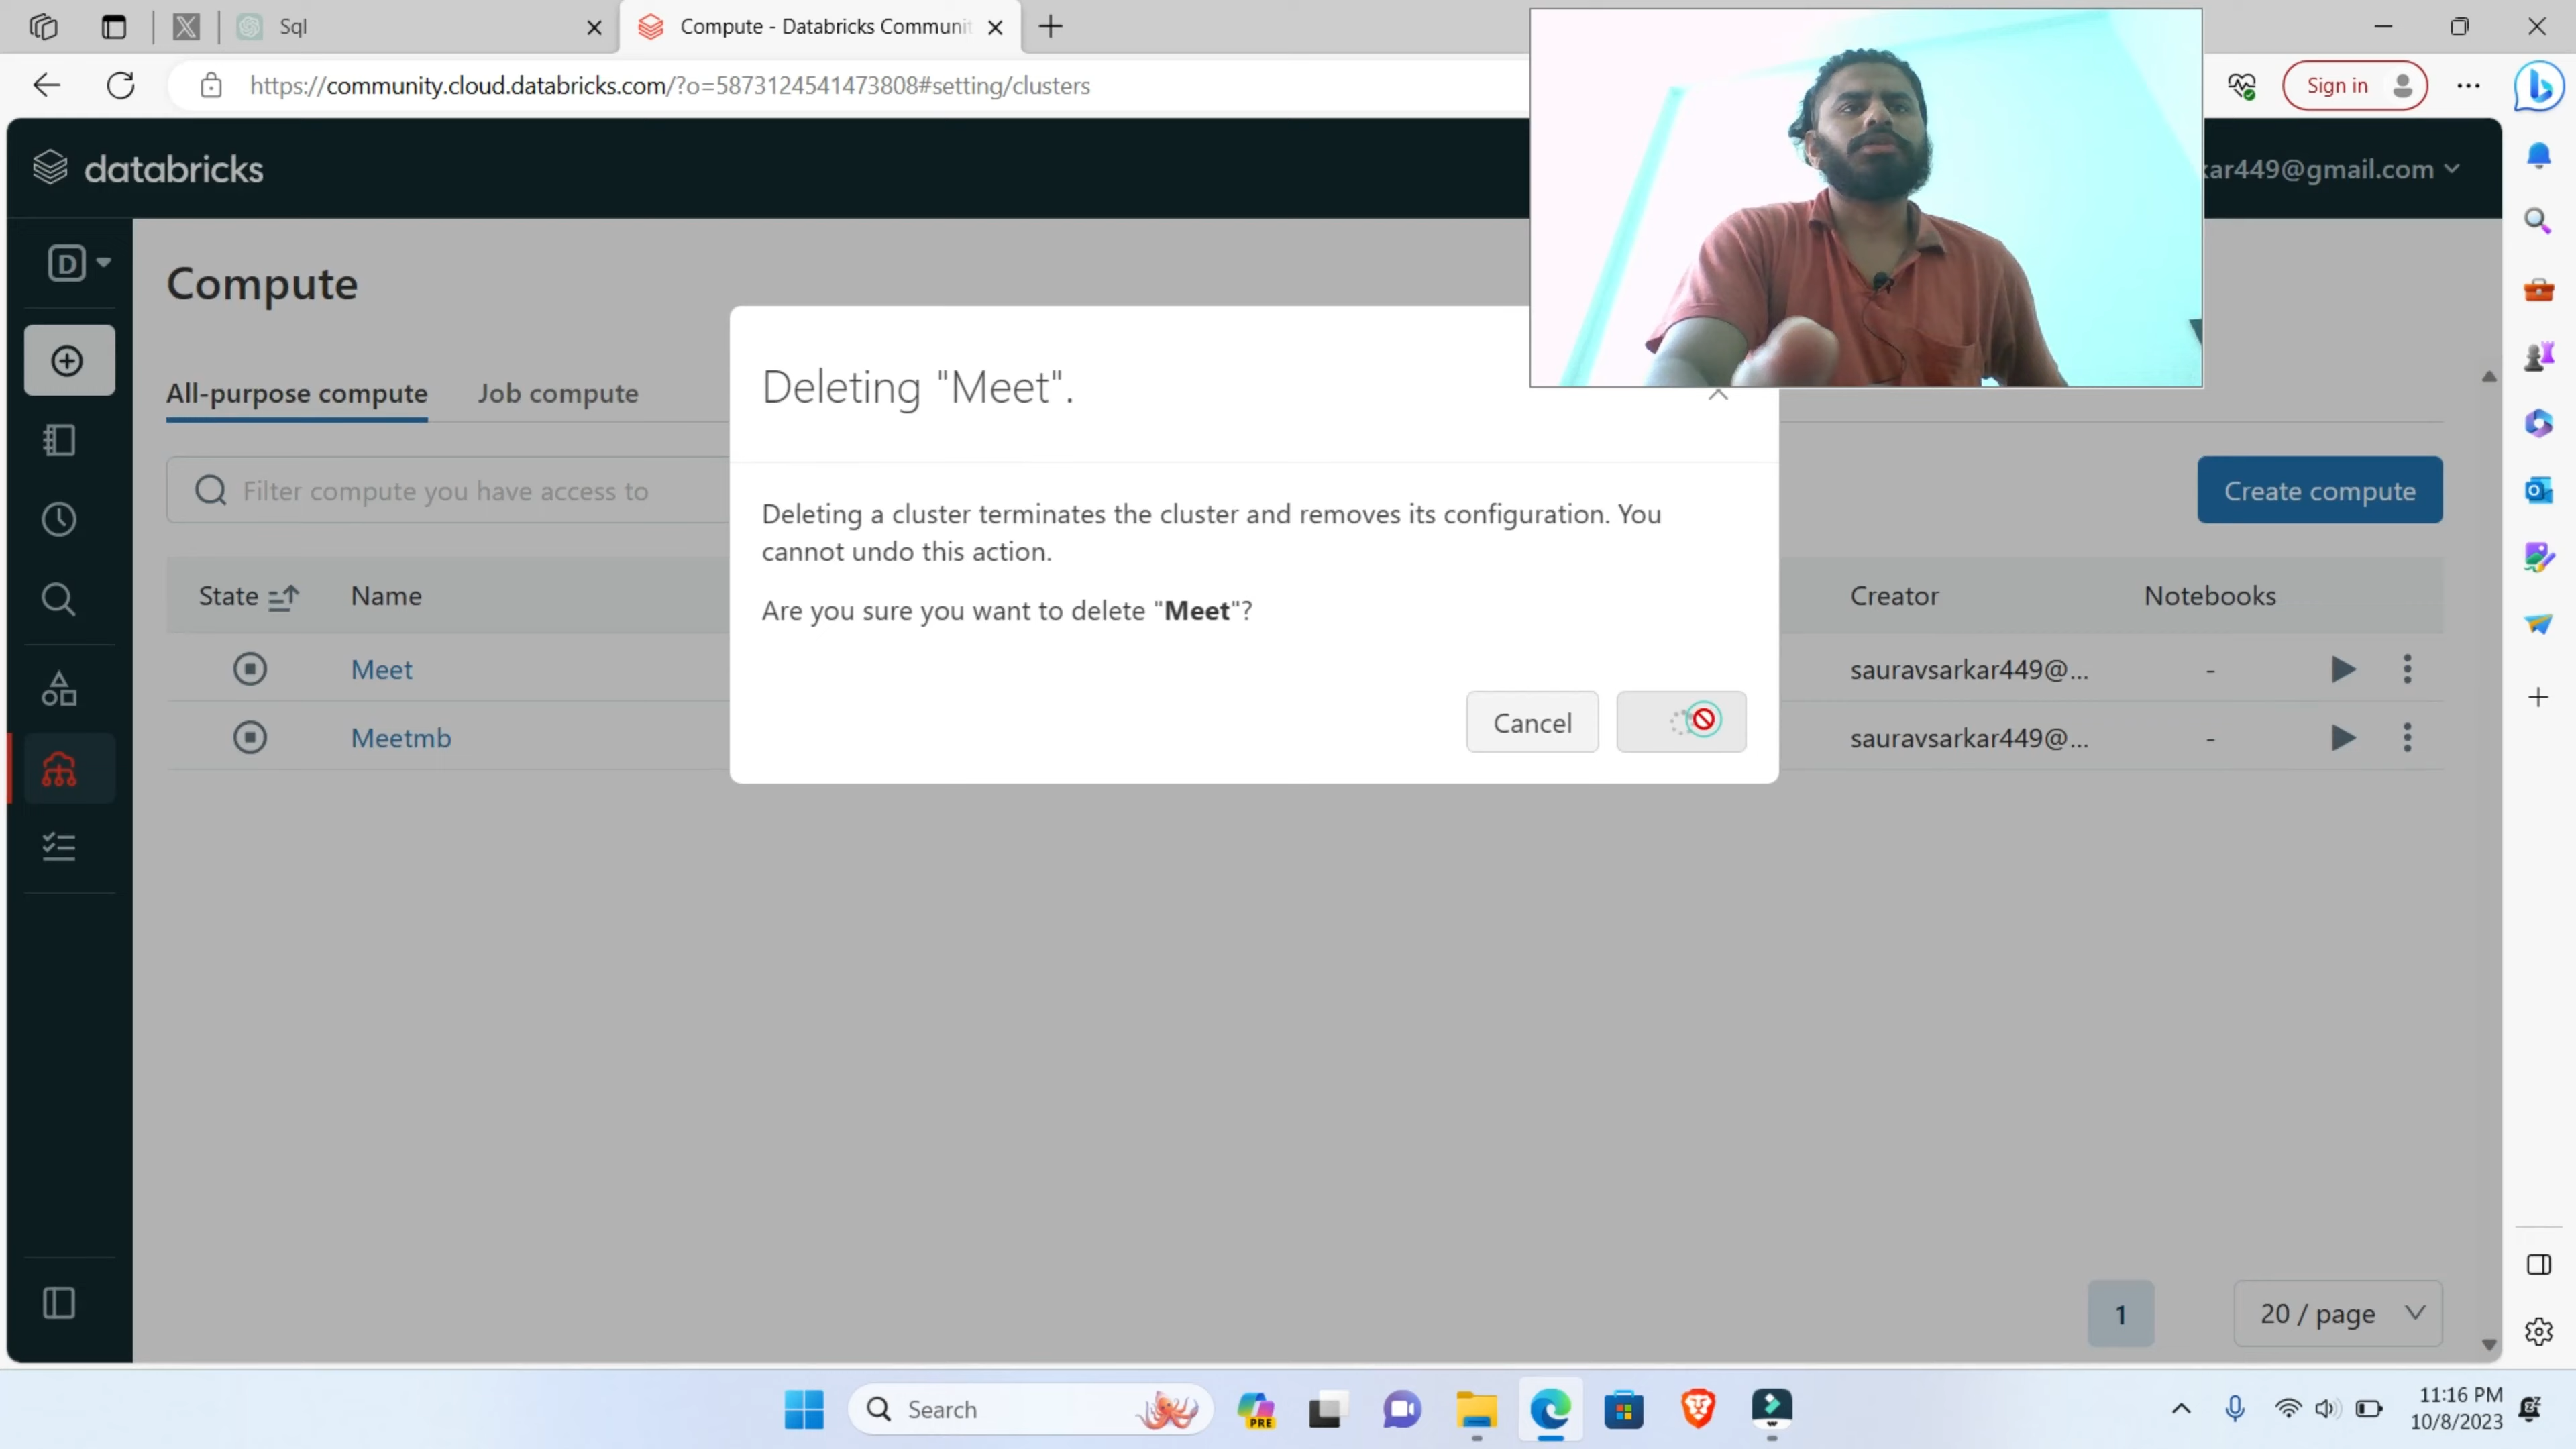 Sql
Compute - Databricks Communit
https://community.cloud.databricks.com/?o=5873124541473808#setting/clusters
Sign in
databricks
kar449@gmail.com
D
Compute
All-purpose compute
Job compute
Deleting "Meet".
Filter compute you have access to
Create compute
Deleting a cluster terminates the cluster and removes its configuration. You
cannot undo this action.
Are you sure you want to delete "Meet"?
State
Name
Creator
Notebooks
Meet
sauravsarkar449@...
-
Meetmb
sauravsarkar449@...
-
Cancel
1
20 / page
Search
PRE
11:16 PM
10/8/2023